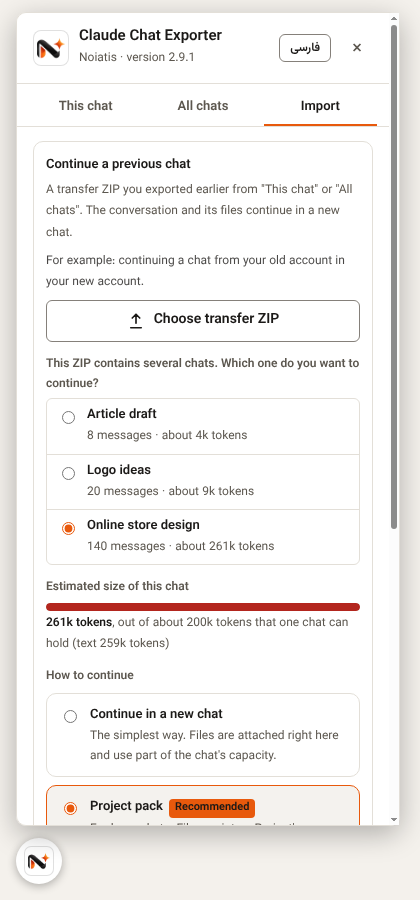 Claude Chat Exporter
Noiatis · version 2.9.1
فارسی
×
This chat
All chats
Import
Continue a previous chat
A transfer ZIP you exported earlier from "This chat" or "All
chats". The conversation and its files continue in a new
chat.
For example: continuing a chat from your old account in
your new account.
Choose transfer ZIP
This ZIP contains several chats. Which one do you want to
continue?
Article draft
8 messages · about 4k tokens
Logo ideas
20 messages · about 9k tokens
Online store design
140 messages · about 261k tokens
Estimated size of this chat
261k tokens, out of about 200k tokens that one chat can
hold (text 259k tokens)
How to continue
Continue in a new chat
The simplest way. Files are attached right here
and use part of the chat's capacity.
Project pack Recommended